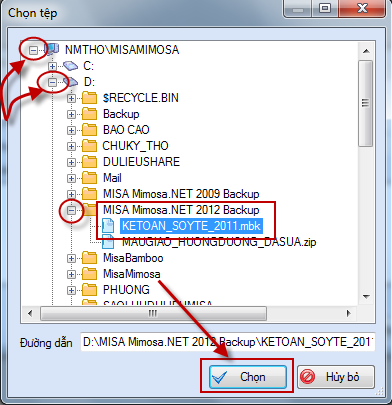 Chọn tệp
NMTHO\MISAMIMOSA
C:
D:
$RECYCLE.BIN
Backup
BAO CAO
CHUKY_THO
DULIEUSHARE
Mail
MISA Mimosa.NET 2009 Backup
MISA Mimosa.NET 2012 Backup
KETOAN_SOYTE_2011.mbk
MAUGIAO_HUONGDUONG_DASUA.zip
MisaBamboo
MisaMimosa
PHUONG
SAOLUUDULIEUMISA
Đường dẫn D:\MISA Mimosa.NET 2012 Backup\KETOAN_SOYTE_2011
Chọn Hủy bỏ